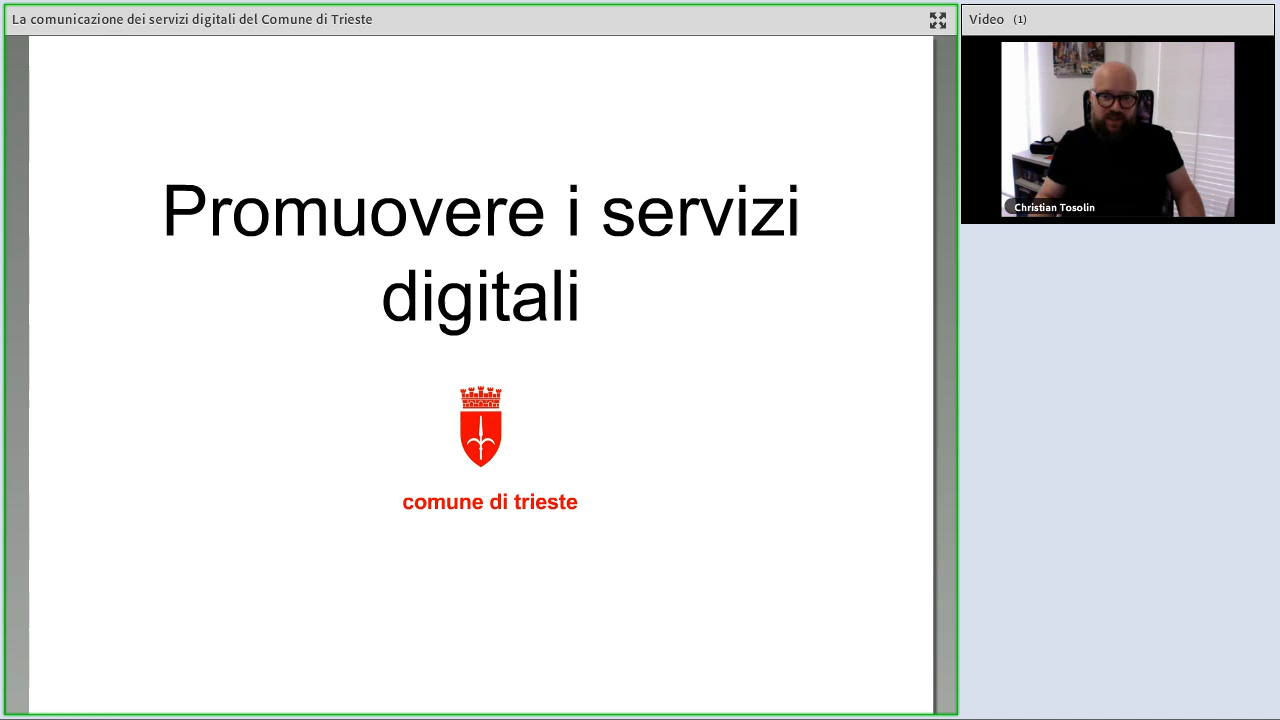 La comunicazione dei servizi digitali del Comune di Trieste
Video (1)
Promuovere i servizi
digitali
comune di trieste
Christian Tosolin